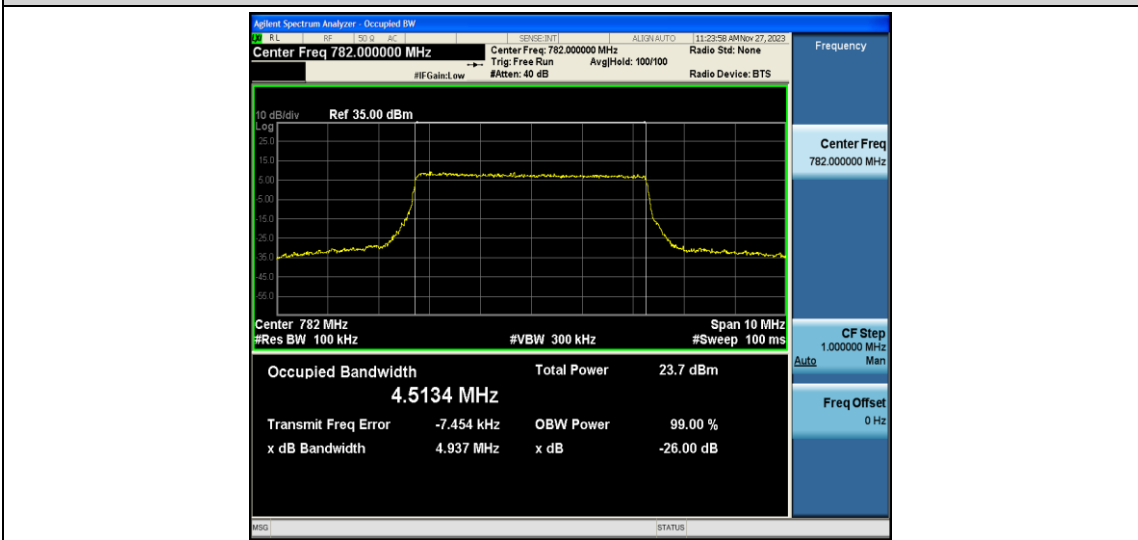 Agilent Spectrum Analyzer - Occupied BW
RL RF 50 Ω AC SENSE:INT ALIGN AUTO 11:23:58 AM Nov 27, 2023
Center Freq 782.000000 MHz
Center Freq: 782.000000 MHz
Radio Std: None
Trig: Free Run Avg|Hold: 100/100
#IFGain:Low #Atten: 40 dB Radio Device: BTS
Frequency
10 dB/div Ref 35.00 dBm
Log
25.0
15.0
5.00
-5.00
-15.0
-25.0
-35.0
-45.0
-55.0
Center 782 MHz Span 10 MHz
#Res BW 100 kHz #VBW 300 kHz #Sweep 100 ms
Occupied Bandwidth Total Power 23.7 dBm
4.5134 MHz
Transmit Freq Error -7.454 kHz OBW Power 99.00 %
x dB Bandwidth 4.937 MHz x dB -26.00 dB
Center Freq
782.000000 MHz
CF Step
1.000000 MHz
Auto Man
Freq Offset
0 Hz
MSG STATUS